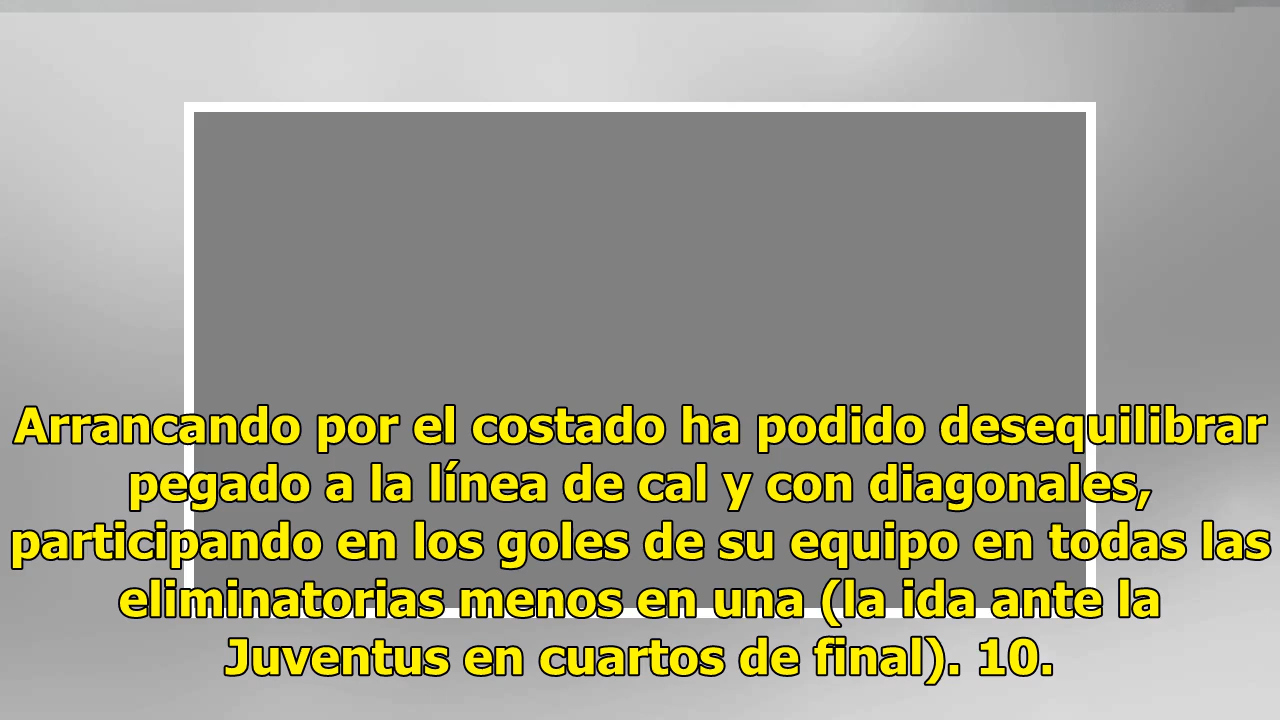 Arrancando por el costado ha podido desequilibrar
pegado a la línea de cal y con diagonales,
participando en los goles de su equipo en todas las
eliminatorias menos en una (la ida ante la
Juventus en cuartos de final). 10.